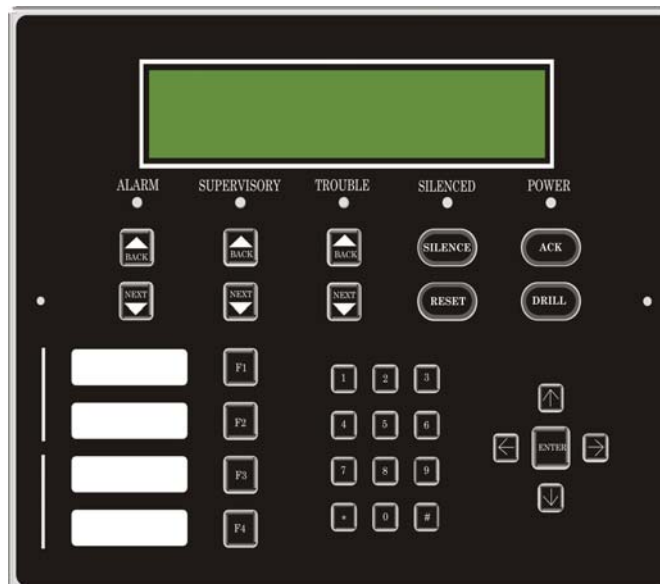 ALARM SUPERVISORY TROUBLE SILENCED POWER
BACK BACK BACK SILENCE ACK
NEXT NEXT NEXT RESET DRILL
F1 1 2 3
F2 4 5 6
ENTER
F3 7 8 9
F4 * 0 #